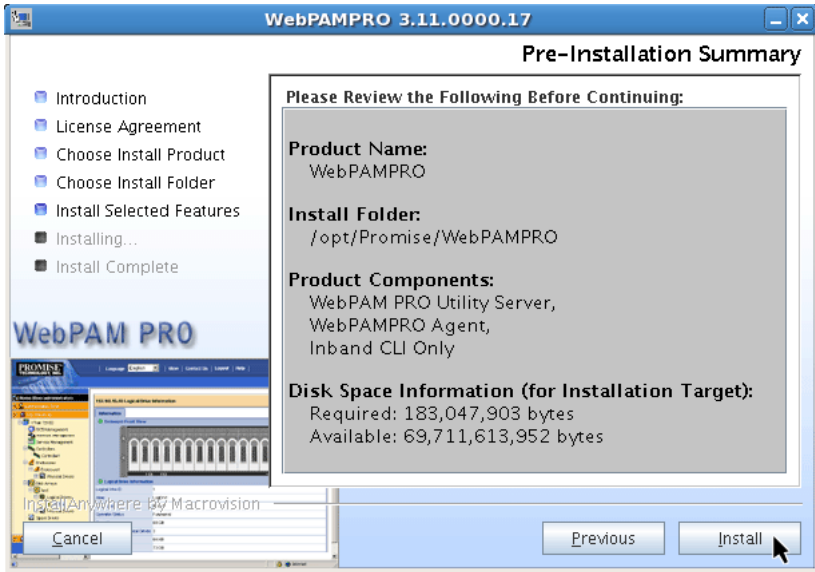 WebPAMPRO 3.11.0000.17
Pre-Installation Summary
Introduction
License Agreement
Choose Install Product
Choose Install Folder
Install Selected Features
Installing...
Install Complete
Please Review the Following Before Continuing:
Product Name:
WebPAMPRO
Install Folder:
/opt/Promise/WebPAMPRO
Product Components:
WebPAM PRO Utility Server,
WebPAMPRO Agent,
Inband CLI Only
Disk Space Information (for Installation Target):
Required: 183,047,903 bytes
Available: 69,711,613,952 bytes
WebPAM PRO
PROMISE
InstallAnywhere by Macrovision
Cancel
Previous
Install